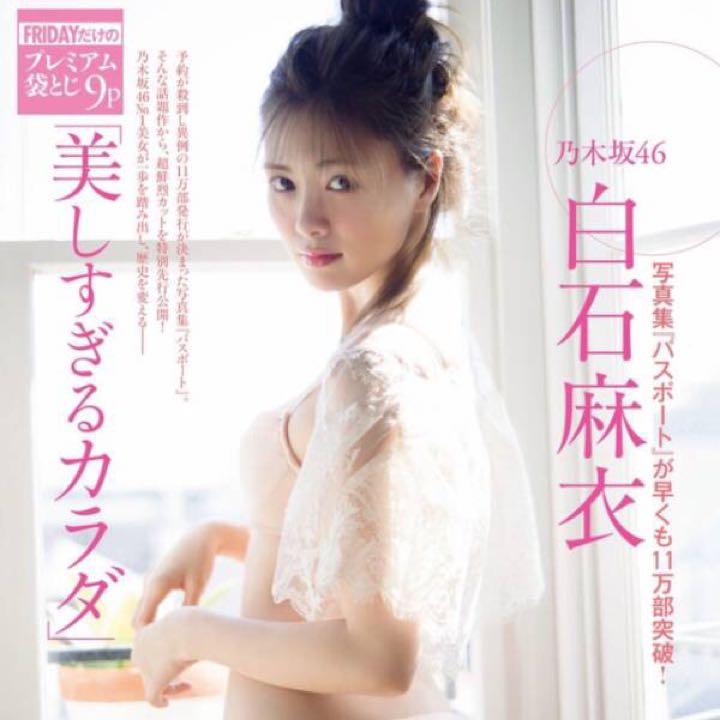 FRIDAYだけの
プレミアム
袋とじ9P
乃木坂46
白石麻衣
写真集『パスポート』が早くも11万部突破！
予約が殺到し異例の11万部発行が決まった写真集『パスポート』。
そんな話題作から、超鮮烈カットを特別先行公開！
乃木坂46No.1美女が一歩を踏み出し、歴史を変える──
「美しすぎるカラダ」